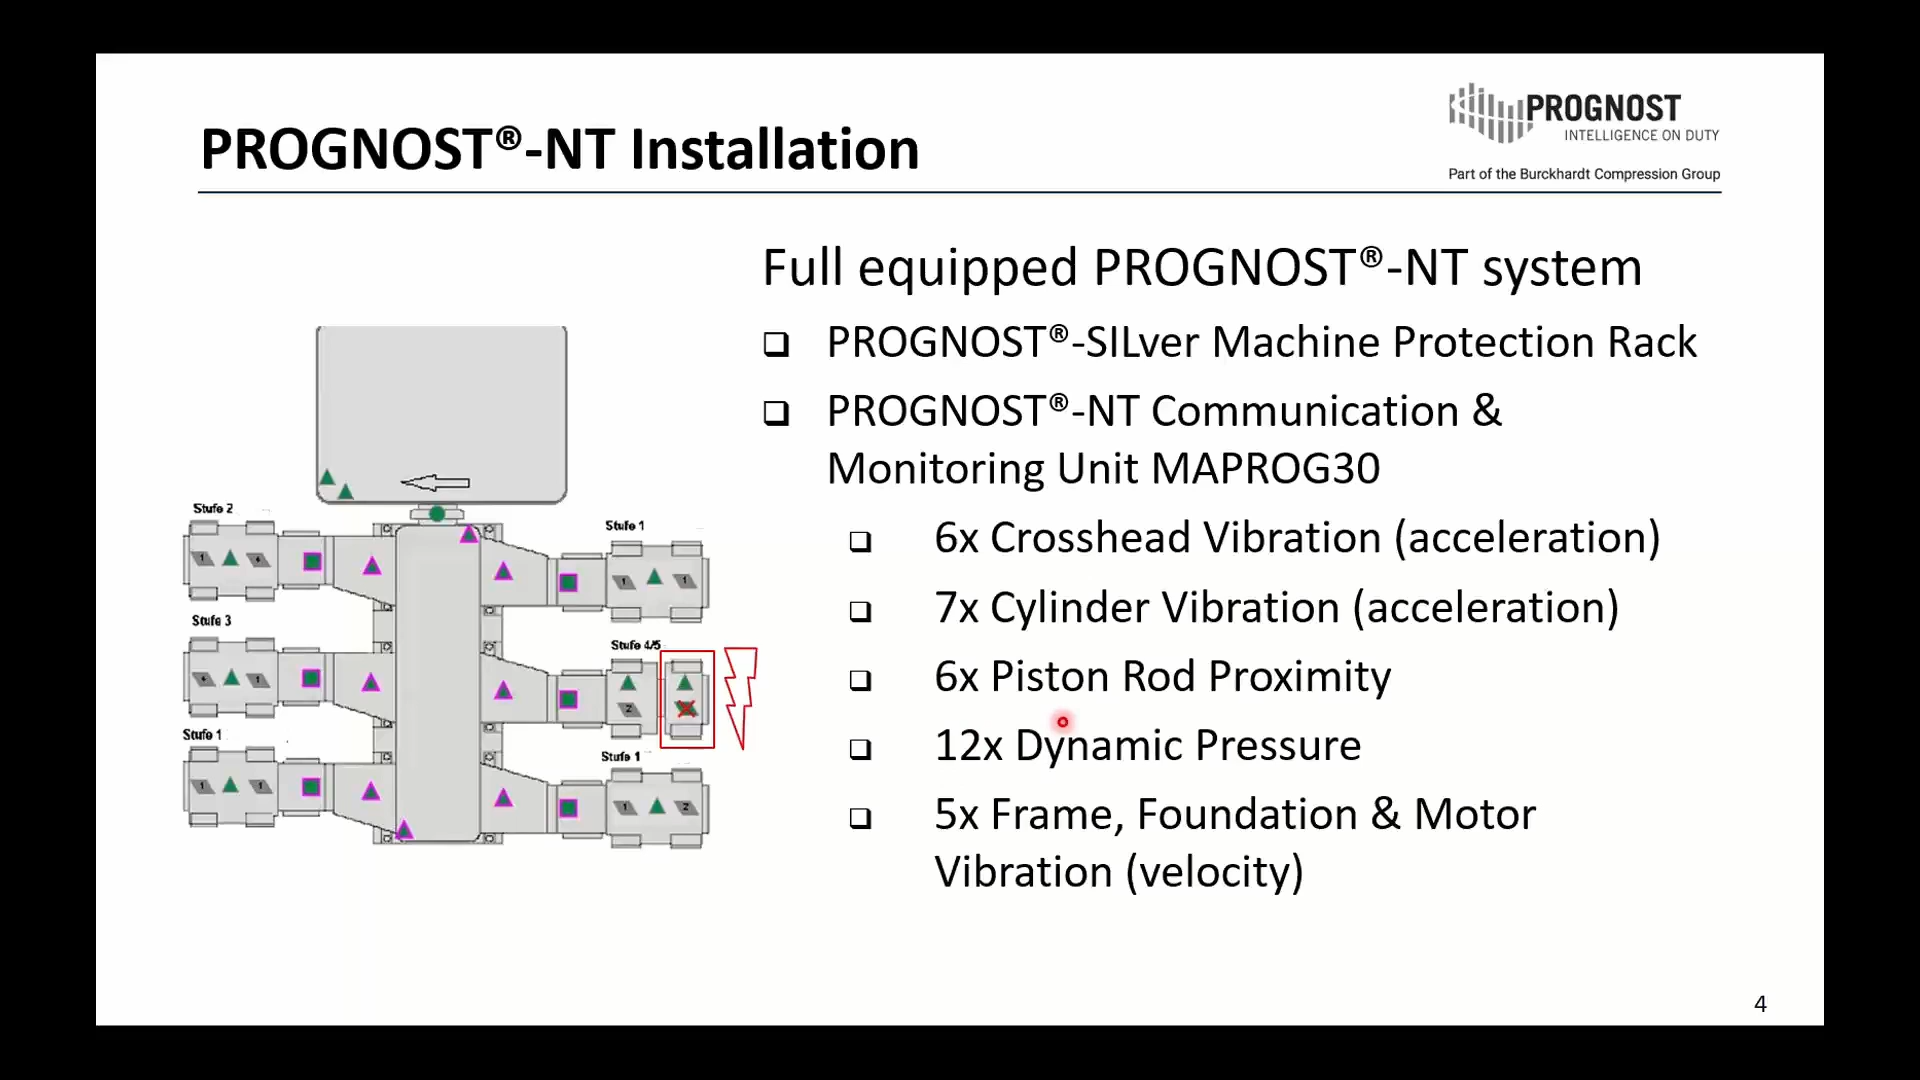 PROGNOST®-NT Installation
PROGNOST
INTELLIGENCE ON DUTY
Part of the Burckhardt Compression Group
Full equipped PROGNOST®-NT system
PROGNOST®-SILver Machine Protection Rack
PROGNOST®-NT Communication &
Monitoring Unit MAPROG30
6x Crosshead Vibration (acceleration)
7x Cylinder Vibration (acceleration)
6x Piston Rod Proximity
12x Dynamic Pressure
5x Frame, Foundation & Motor
Vibration (velocity)
Stufe 2
Stufe 1
Stufe 3
Stufe 4/5
Stufe 1
Stufe 1
4